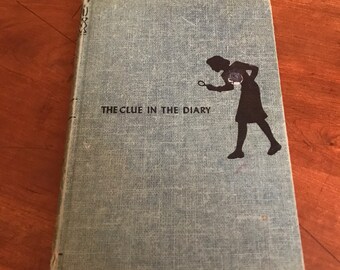 THE CLUE IN THE DIARY